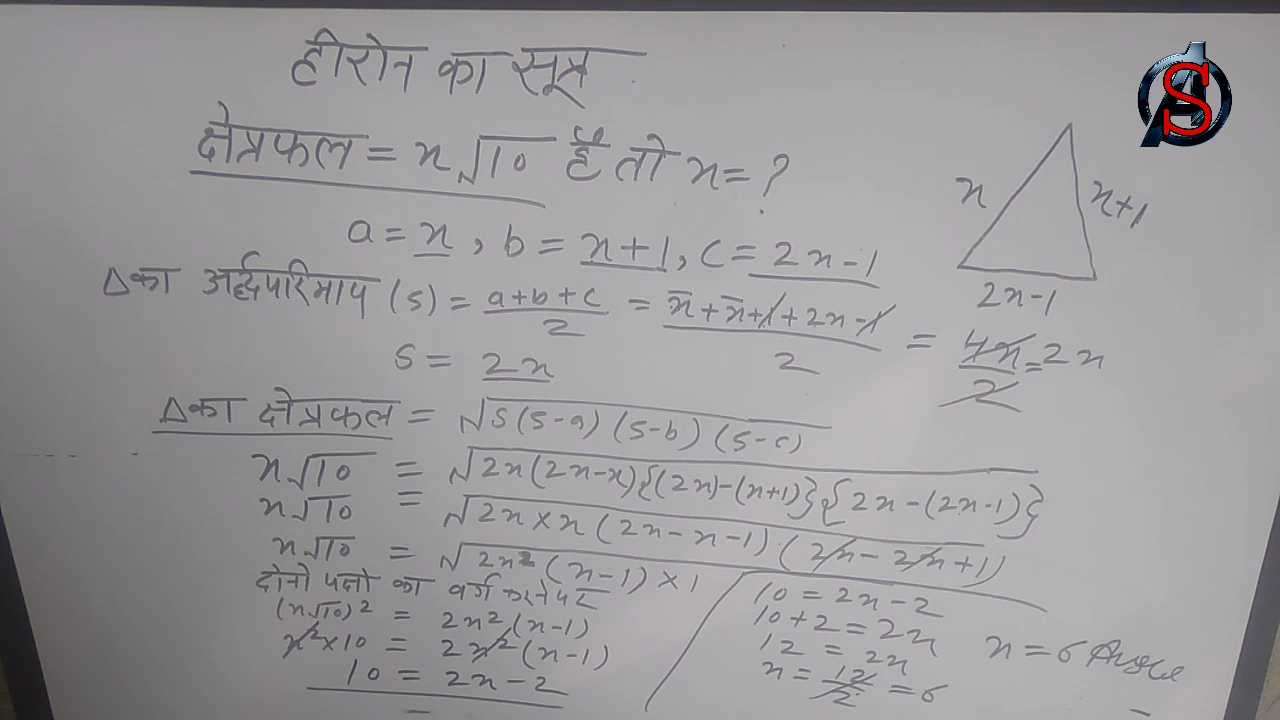 हीरोन का सूत्र
क्षेत्रफल = x√10 है तो x = ?
a = x, b = x+1, c = 2x-1
x
x+1
2x-1
Δका अर्द्धपरिमाप (s) = (a+b+c)/2 = (x+x+1+2x-1)/2 = 4x/2 = 2x
s = 2x
Δका क्षेत्रफल = √s(s-a)(s-b)(s-c)
x√10 = √2x(2x-x){(2x)-(x+1)}{2x-(2x-1)}
x√10 = √2x×x(2x-x-1)(2x-2x+1)
x√10 = √2x²(x-1)×1
दोनो पक्षो का वर्ग करने पर
(x√10)² = 2x²(x-1)
x²×10 = 2x²(x-1)
10 = 2x-2
10 = 2x-2
10+2 = 2x
12 = 2x
x = 12/2 = 6
x = 6
S